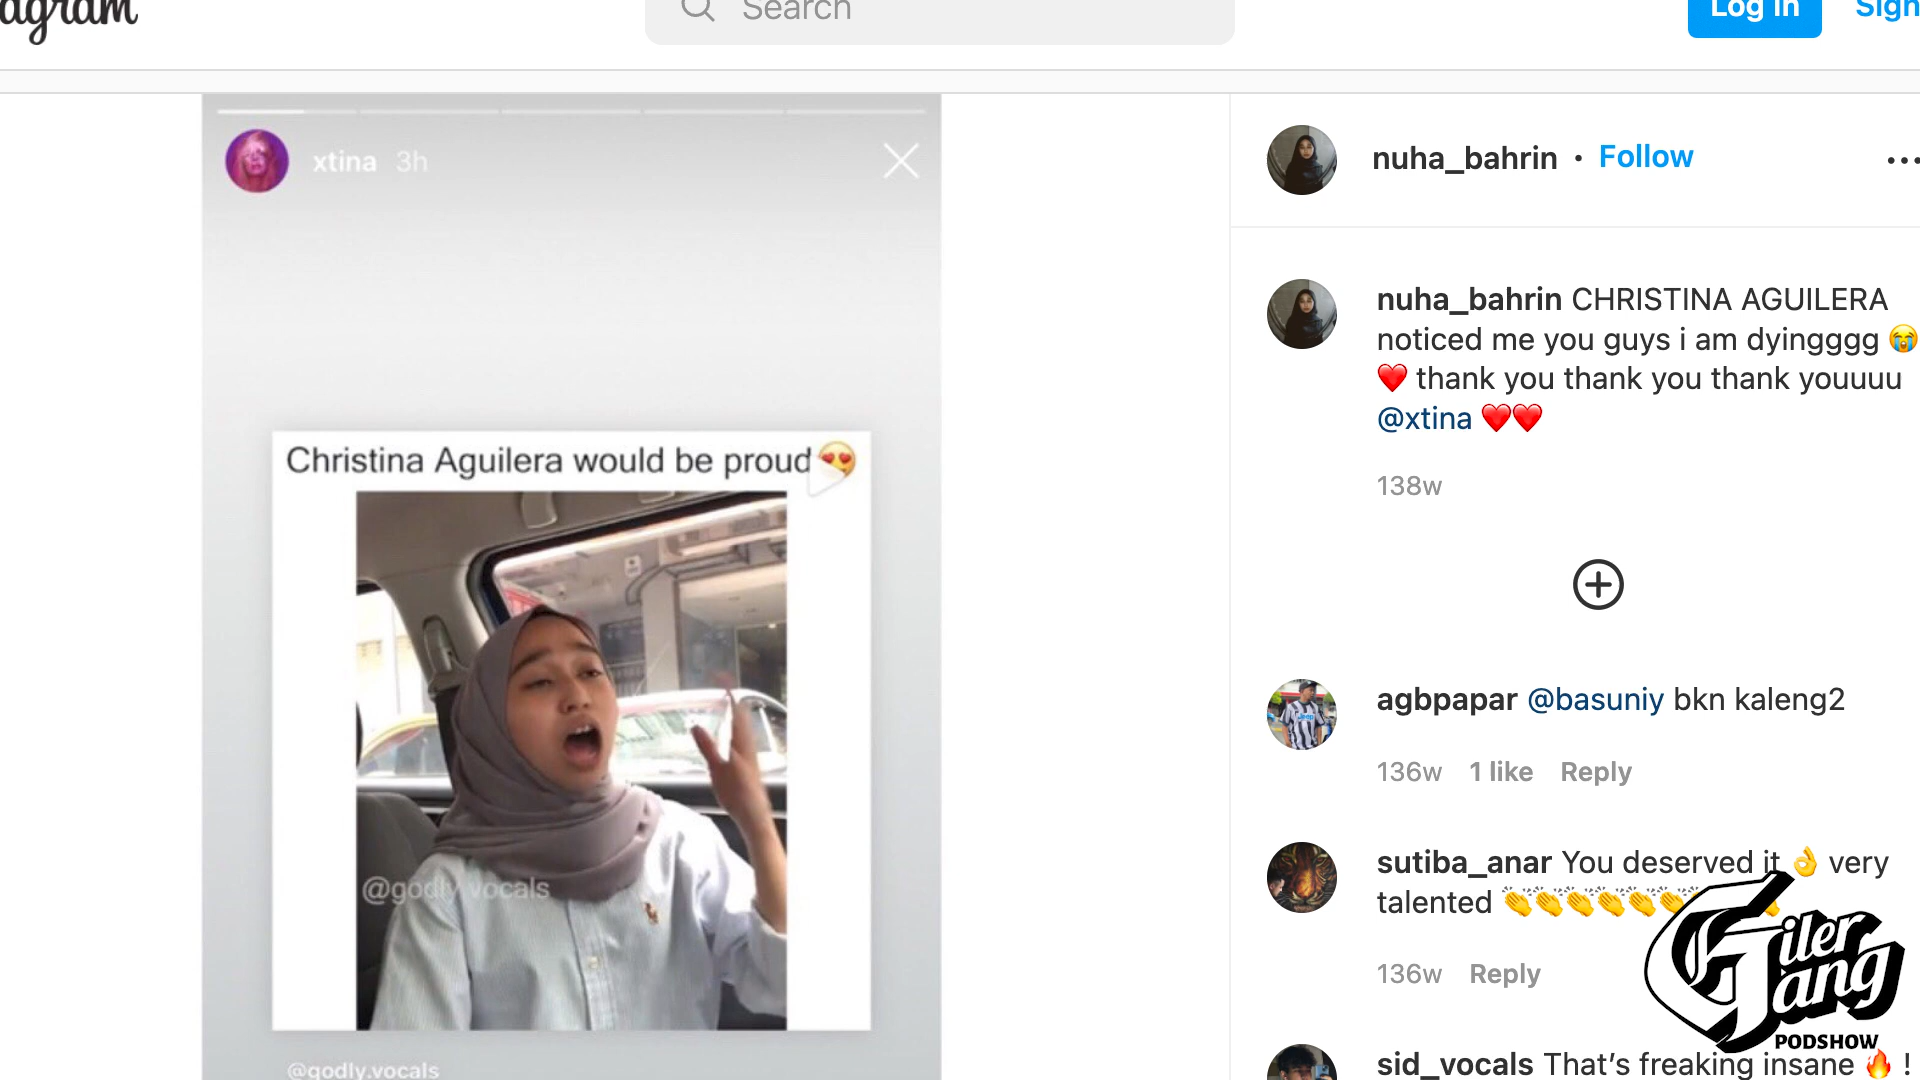 agram
Search
Log In
Sign
xtina 3h
Christina Aguilera would be proud😍
@godly.vocals
@godly.vocals
nuha_bahrin • Follow
nuha_bahrin CHRISTINA AGUILERA
noticed me you guys i am dyingggg 😭
❤️ thank you thank you thank youuuu
@xtina ❤️❤️
138w
agbpapar @basuniy bkn kaleng2
136w 1 like Reply
sutiba_anar You deserved it 👌 very
talented 👏👏👏👏👏👏
136w Reply
sid_vocals That's freaking insane 🔥 !
Giler
Gang
PODSHOW